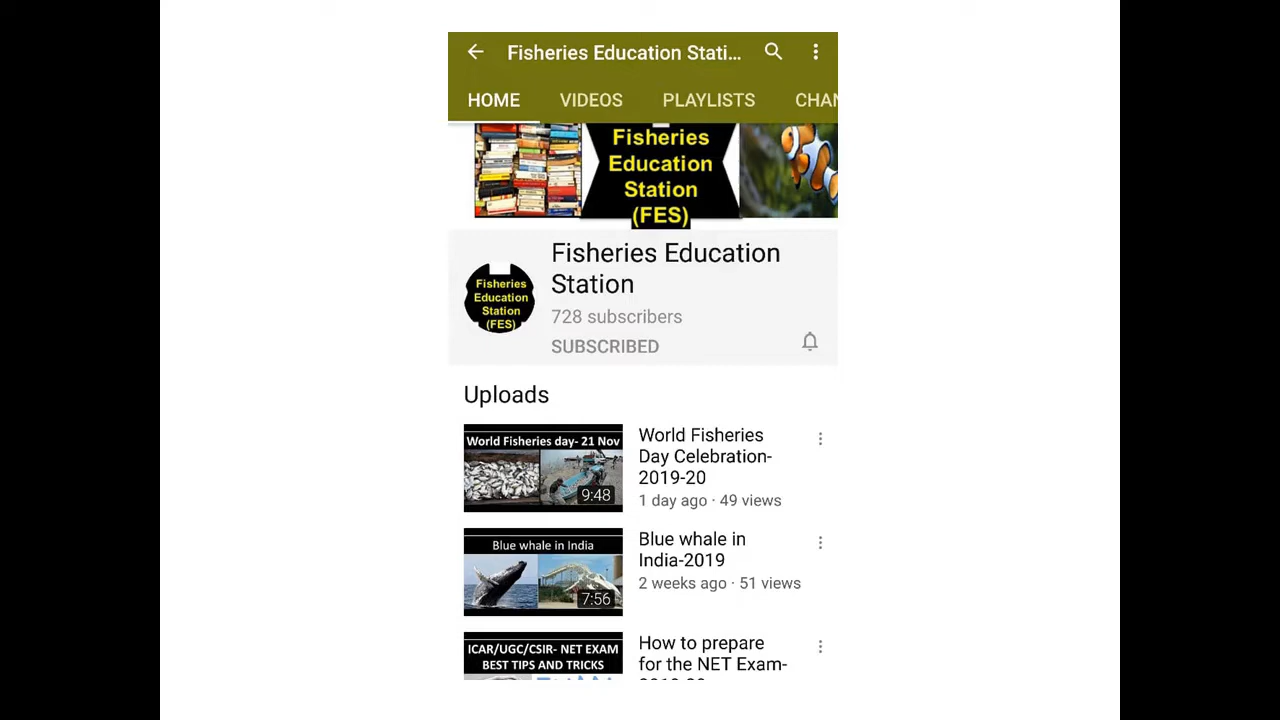 Fisheries Education Stati...
HOME VIDEOS PLAYLISTS CHAN
Fisheries
Education
Station
(FES)
Fisheries
Education
Station
(FES)
Fisheries Education
Station
728 subscribers
SUBSCRIBED
Uploads
World Fisheries day- 21 Nov
9:48
World Fisheries
Day Celebration-
2019-20
1 day ago · 49 views
Blue whale in India
7:56
Blue whale in
India-2019
2 weeks ago · 51 views
ICAR/UGC/CSIR- NET EXAM
BEST TIPS AND TRICKS
How to prepare
for the NET Exam-